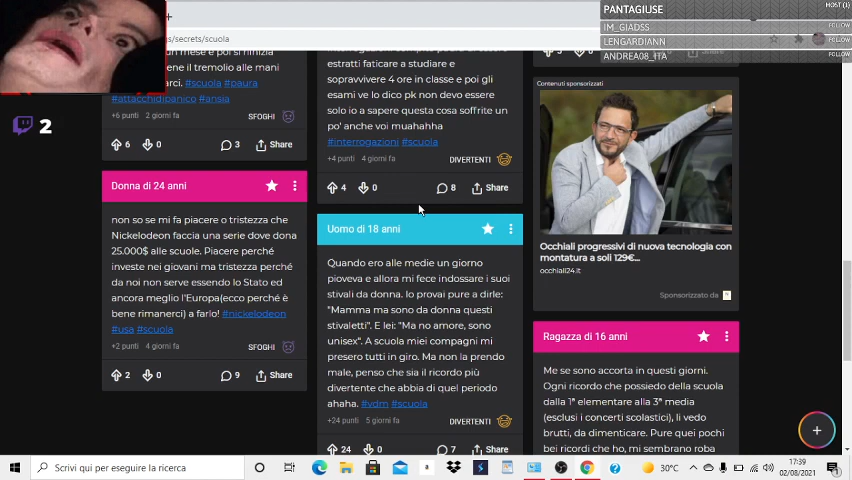 s/secrets/scuola
PANTAGIUSE
HOST (1)
IM_GIADSS
FOLLOW
LENGARDIANN
FOLLOW
ANDREA08_ITA
FOLLOW
2
un mese e poi si rinizia
il tremolio alle mani
#scuola #paura
#attacchidipanico #ansia
+6 punti 2 giorni fa
SFOGHI
6 0 3 Share
Donna di 24 anni
non so se mi fa piacere o tristezza che
Nickelodeon faccia una serie dove dona
25.000$ alle scuole. Piacere perché
investe nei giovani ma tristezza perché
da noi non serve essendo lo Stato ed
ancora meglio l'Europa(ecco perché è
bene rimanerci) a farlo! #nickelodeon
#usa #scuola
+2 punti 4 giorni fa
SFOGHI
2 0 9 Share
estratti faticare a studiare e
sopravvivere 4 ore in classe e poi gli
esami ve lo dico pk non devo essere
solo io a sapere questa cosa soffrite un
po' anche voi muahahha
#interrogazioni #scuola
+4 punti 4 giorni fa
DIVERTENTI
4 0 8 Share
Uomo di 18 anni
Quando ero alle medie un giorno
pioveva e allora mi fece indossare i suoi
stivali da donna. Io provai pure a dirle:
"Mamma ma sono da donna questi
stivaletti". E lei: "Ma no amore, sono
unisex". A scuola miei compagni mi
presero tutti in giro. Ma non la prendo
male, penso che sia il ricordo più
divertente che abbia di quel periodo
ahaha. #vdm #scuola
+24 punti 5 giorni fa
DIVERTENTI
24 0 7 Share
Contenuti sponsorizzati
Occhiali progressivi di nuova tecnologia con
montatura a soli 129€...
occhiali24.it
Sponsorizzato da
Ragazza di 16 anni
Me se sono accorta in questi giorni.
Ogni ricordo che possiedo della scuola
dalla 1ª elementare alla 3ª media
(esclusi i concerti scolastici), li vedo
brutti, da dimenticare. Pure quei pochi
bei ricordi che ho, mi sembrano roba
Scrivi qui per eseguire la ricerca
30°C
17:39
02/08/2021